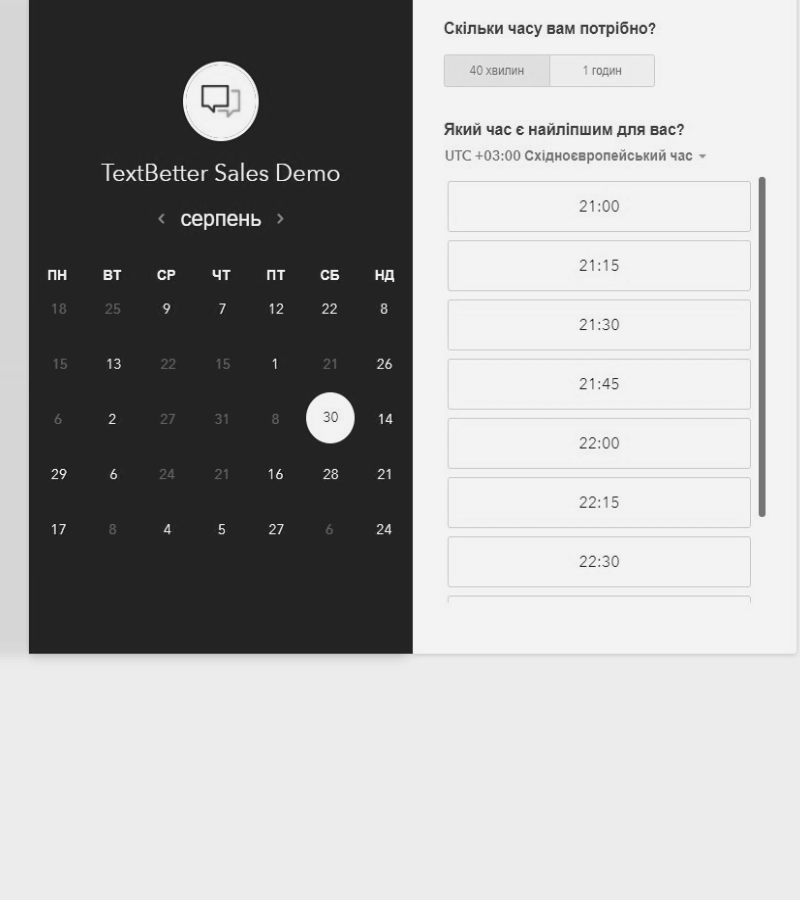 TextBetter Sales Demo
серпень
ПН ВТ СР ЧТ ПТ СБ НД
18 25 9 7 12 22 8
15 13 22 15 1 21 26
6 2 27 31 8 30 14
29 6 24 21 16 28 21
17 8 4 5 27 6 24
Скільки часу вам потрібно?
40 хвилин 1 годин
Який час є найліпшим для вас?
UTC +03:00 Східноєвропейський час
21:00
21:15
21:30
21:45
22:00
22:15
22:30